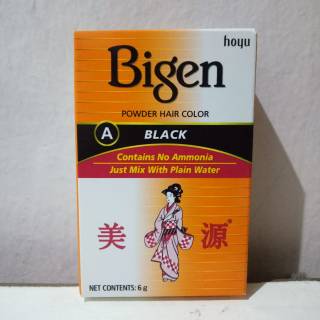 hoyu
Bigen
POWDER HAIR COLOR
A BLACK
Contains No Ammonia
Just Mix With Plain Water
美 源®
NET CONTENTS: 6 g